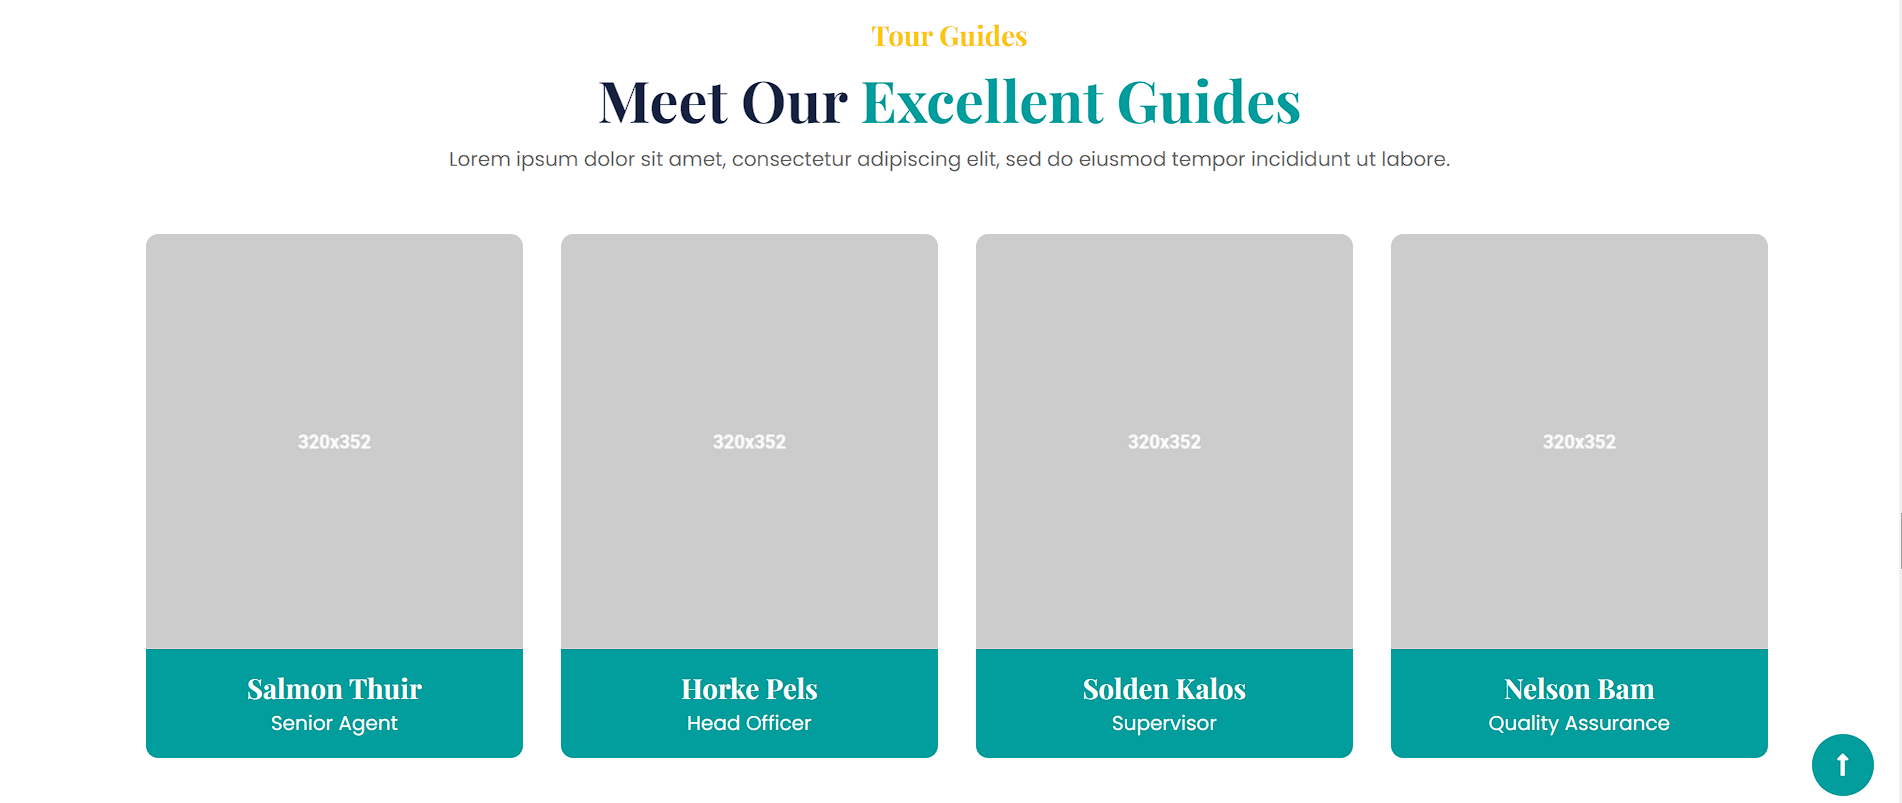 Tour Guides
Meet Our Excellent Guides
Lorem ipsum dolor sit amet, consectetur adipiscing elit, sed do eiusmod tempor incididunt ut labore.
320x352
320x352
320x352
320x352
Salmon Thuir
Senior Agent
Horke Pels
Head Officer
Solden Kalos
Supervisor
Nelson Bam
Quality Assurance